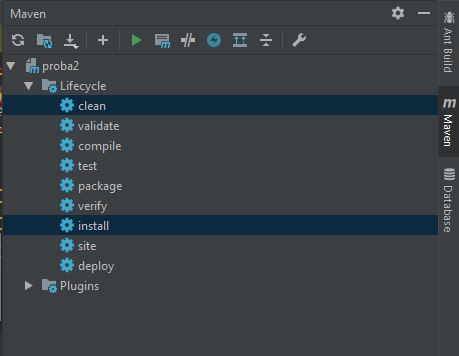 Maven
proba2
Lifecycle
clean
validate
compile
test
package
verify
install
site
deploy
Plugins
Ant Build
m Maven
Database